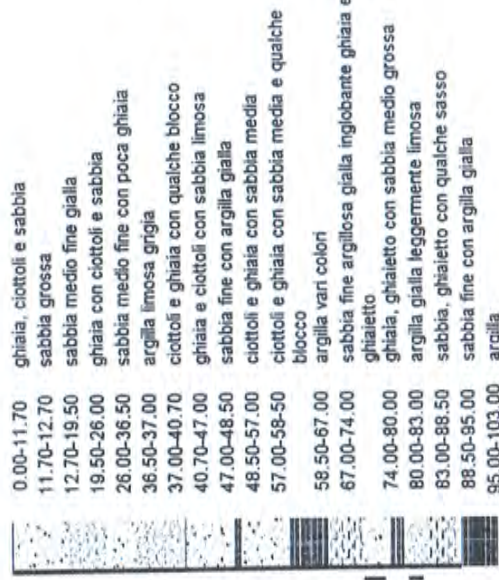 0.00-11.70 ghiaia, ciottoli e sabbia
11.70-12.70 sabbia grossa
12.70-19.50 sabbia medio fine gialla
19.50-26.00 ghiaia con ciottoli e sabbia
26.00-36.50 sabbia medio fine con poca ghiaia
36.50-37.00 argilla limosa grigia
37.00-40.70 ciottoli e ghiaia con qualche blocco
40.70-47.00 ghiaia e ciottoli con sabbia limosa
47.00-48.50 sabbia fine con argilla gialla
48.50-57.00 ciottoli e ghiaia con sabbia media
57.00-58-50 ciottoli e ghiaia con sabbia media e qualche
blocco
58.50-67.00 argilla vari colori
67.00-74.00 sabbia fine argillosa gialla inglobante ghiaia e
ghiaietto
74.00-80.00 ghiaia, ghiaietto con sabbia medio grossa
80.00-83.00 argilla gialla leggermente limosa
83.00-88.50 sabbia, ghiaietto con qualche sasso
88.50-95.00 sabbia fine con argilla gialla
95.00-103.00 argilla